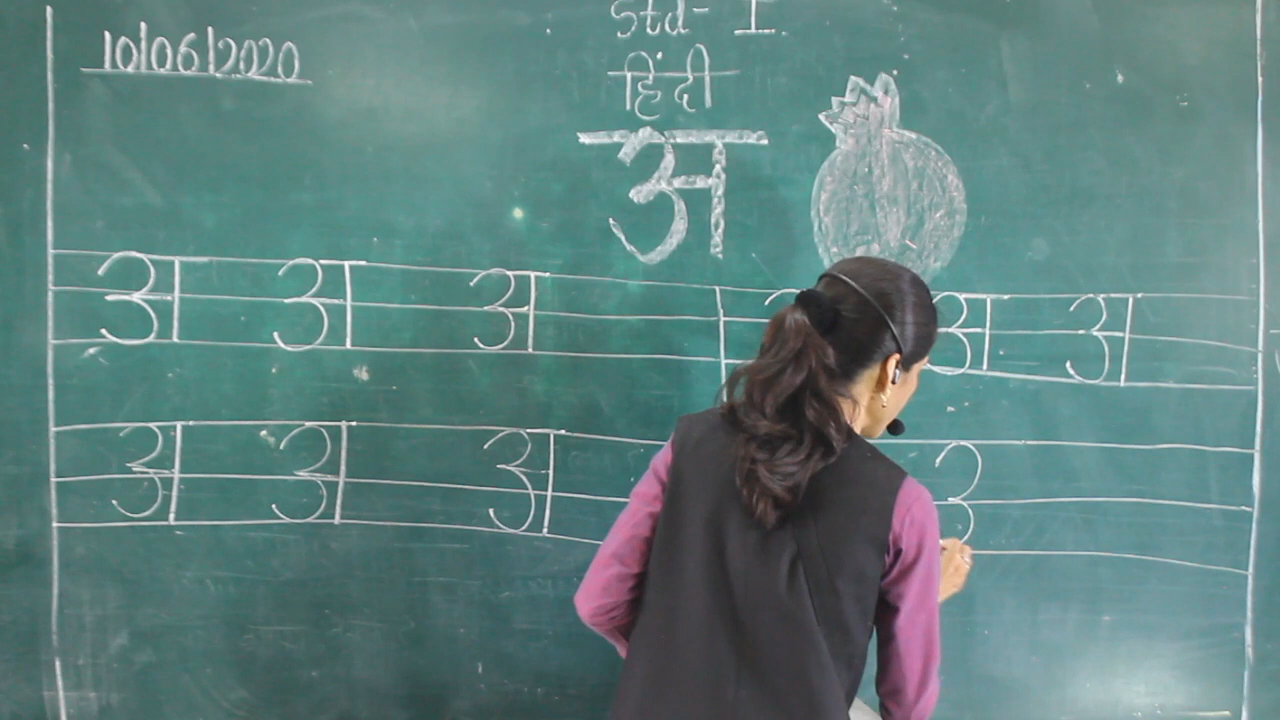 Std- I.
10/06/2020
हिंदी
अ
अ अ अ अ अ
अ अ अ